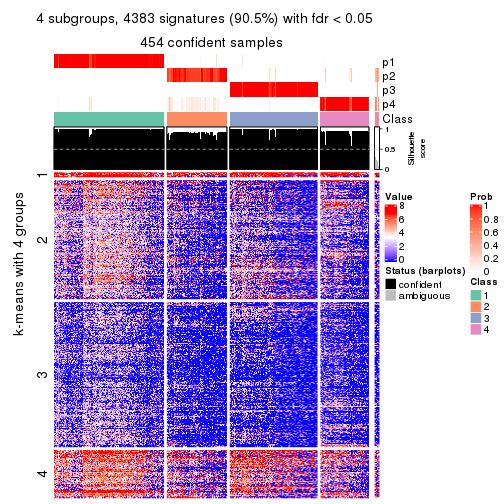 4 subgroups, 4383 signatures (90.5%) with fdr < 0.05
454 confident samples
p1
p2
p3
p4
Class
1
0.5
0
Silhouette
score
k-means with 4 groups
1
2
3
4
Value
8
6
4
2
0
Status (barplots)
confident
ambiguous
Prob
1
0.8
0.6
0.4
0.2
0
Class
1
2
3
4